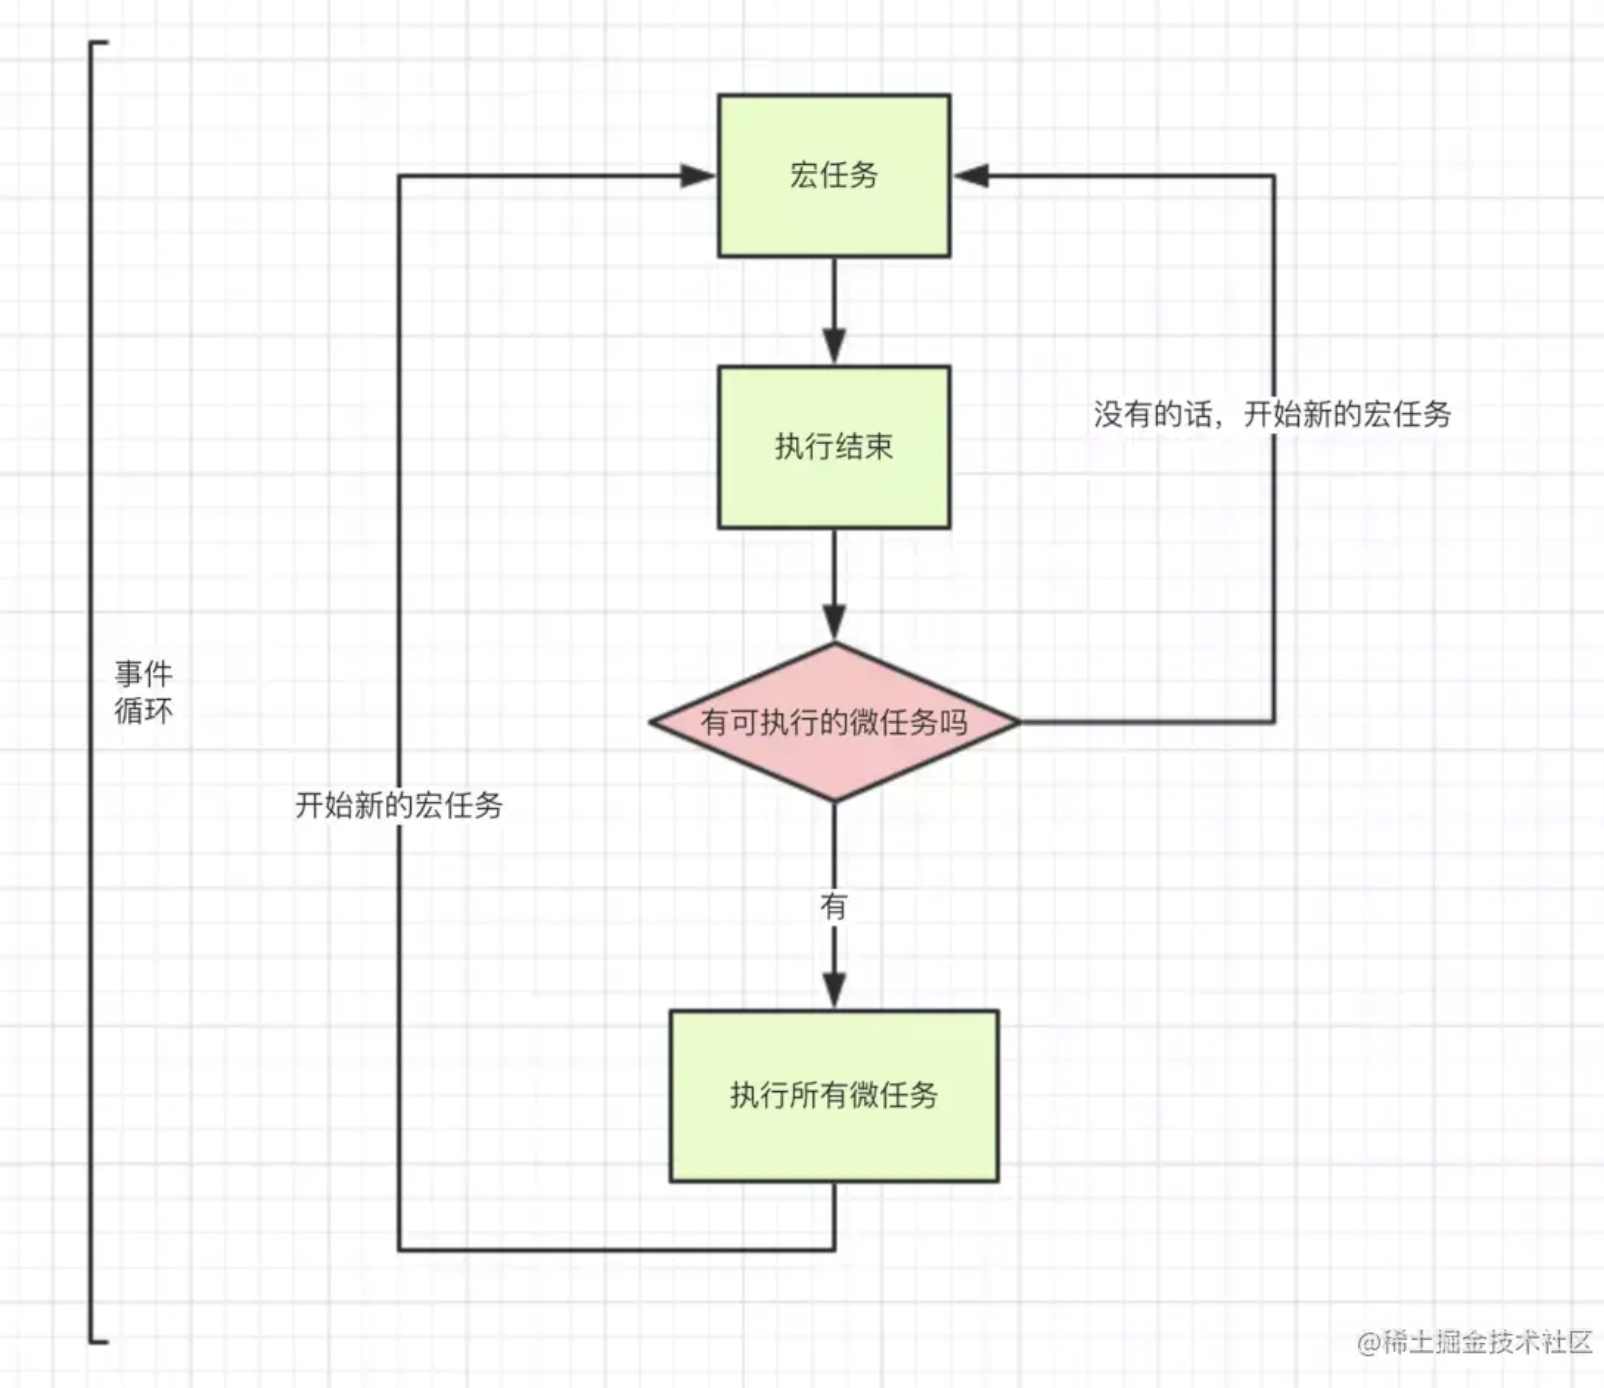 宏任务
执行结束
没有的话，开始新的宏任务
事件
循环
有可执行的微任务吗
开始新的宏任务
有
执行所有微任务
@稀土掘金技术社区